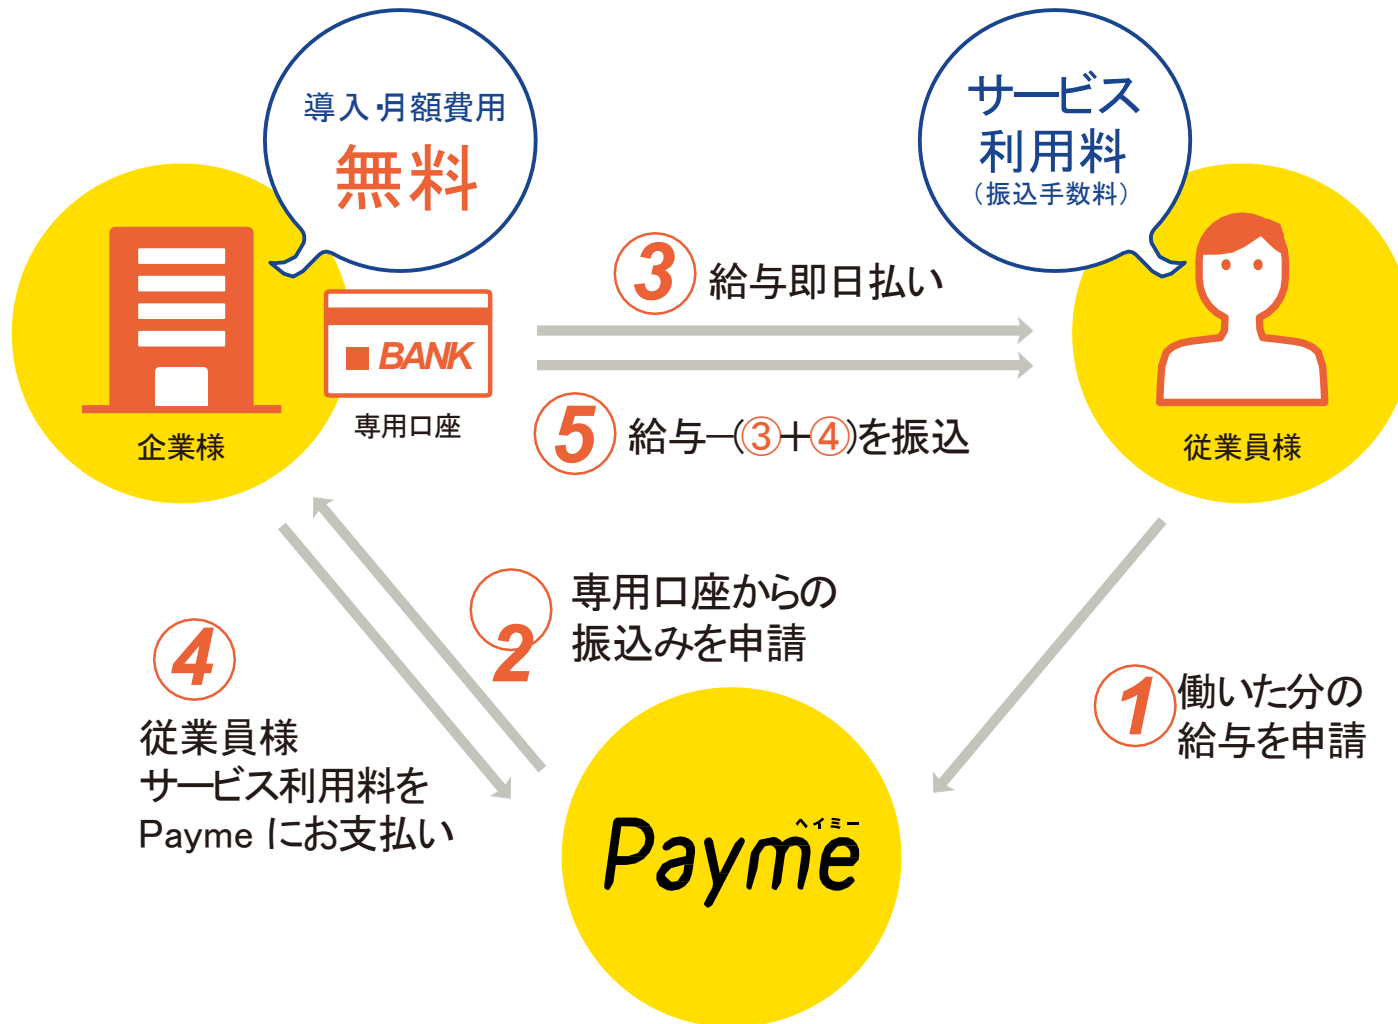 導入・月額費用
無料
サービス
利用料
（振込手数料）
3 給与即日払い
BANK
専用口座
企業様
5 給与ー(③＋④)を振込
従業員様
2 専用口座からの
振込みを申請
4
従業員様
サービス利用料を
Payme にお支払い
1 働いた分の
給与を申請
ペイミー
Payme